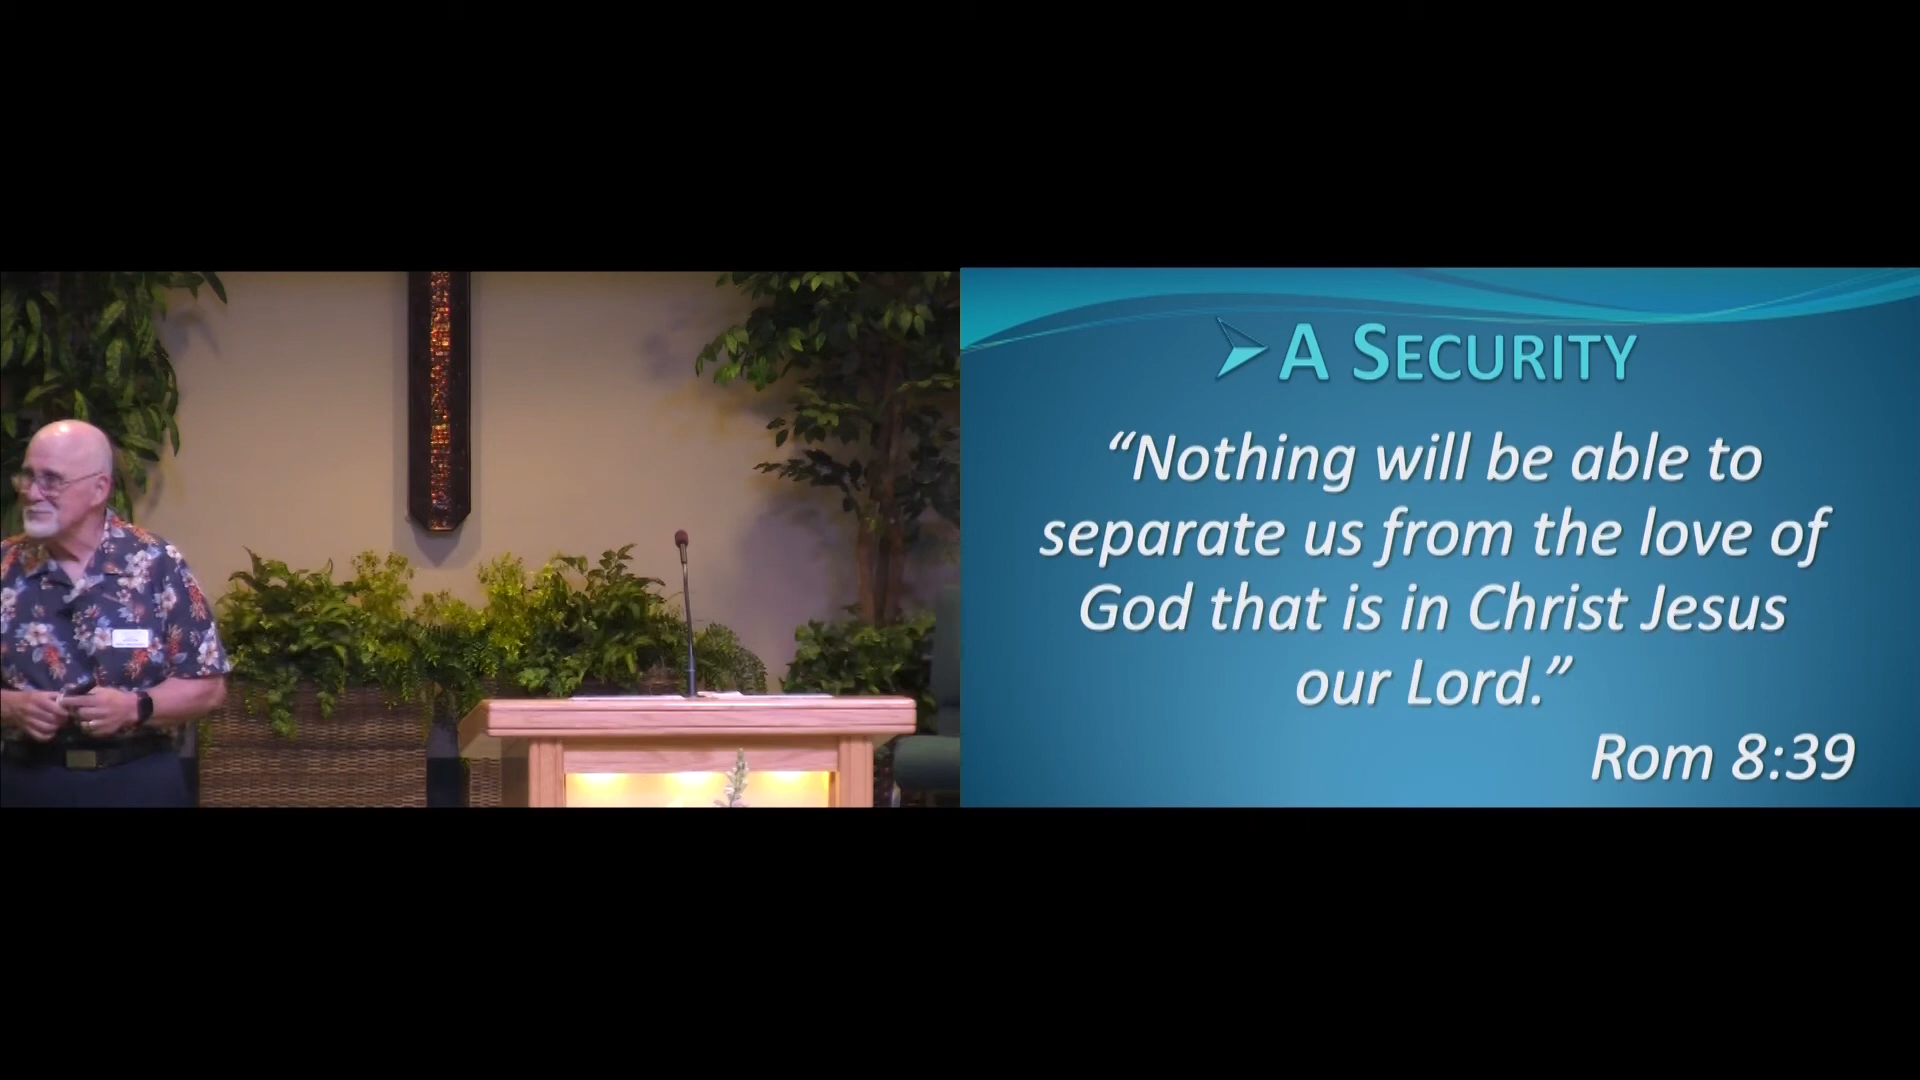 A SECURITY
“Nothing will be able to
separate us from the love of
God that is in Christ Jesus
our Lord.”
Rom 8:39